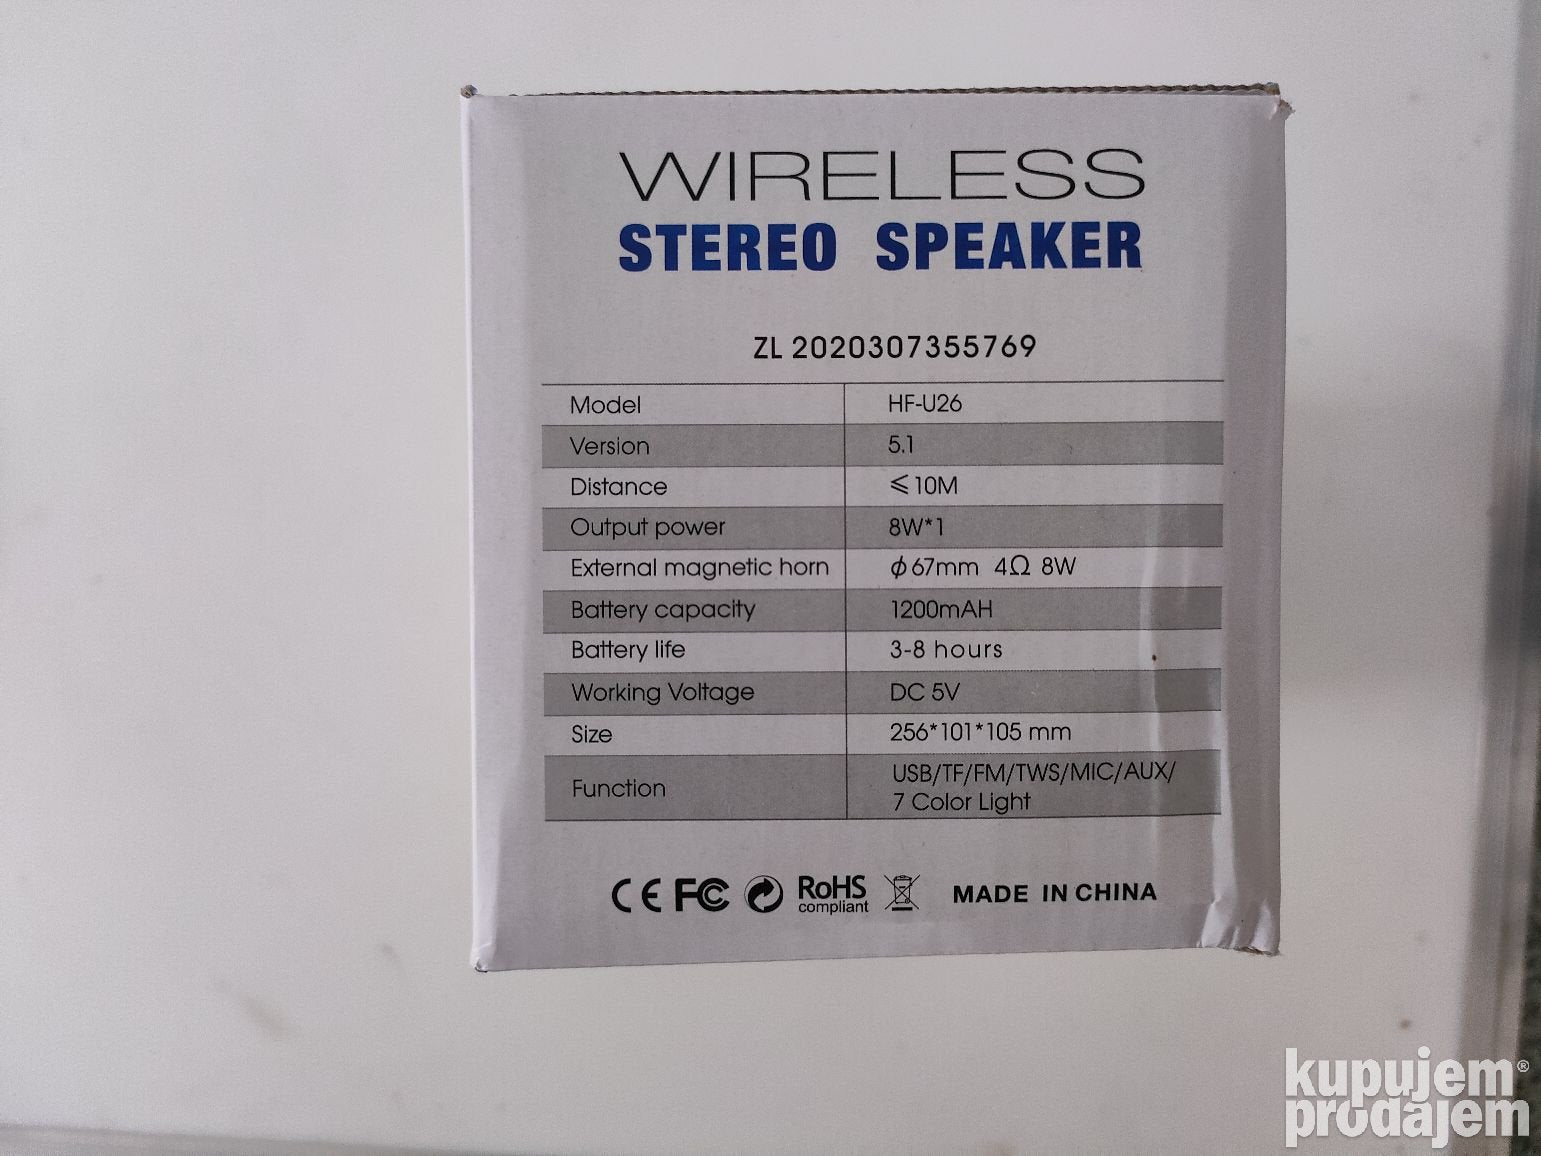 WIRELESS
STEREO SPEAKER
ZL 2020307355769
Model HF-U26
Version 5.1
Distance ⩽10M
Output power 8W*1
External magnetic horn ϕ67mm 4Ω 8W
Battery capacity 1200mAH
Battery life 3-8 hours
Working Voltage DC 5V
Size 256*101*105 mm
Function USB/TF/FM/TWS/MIC/AUX/
7 Color Light
CE FC RoHS MADE IN CHINA
compliant
kupujem®
prodajem